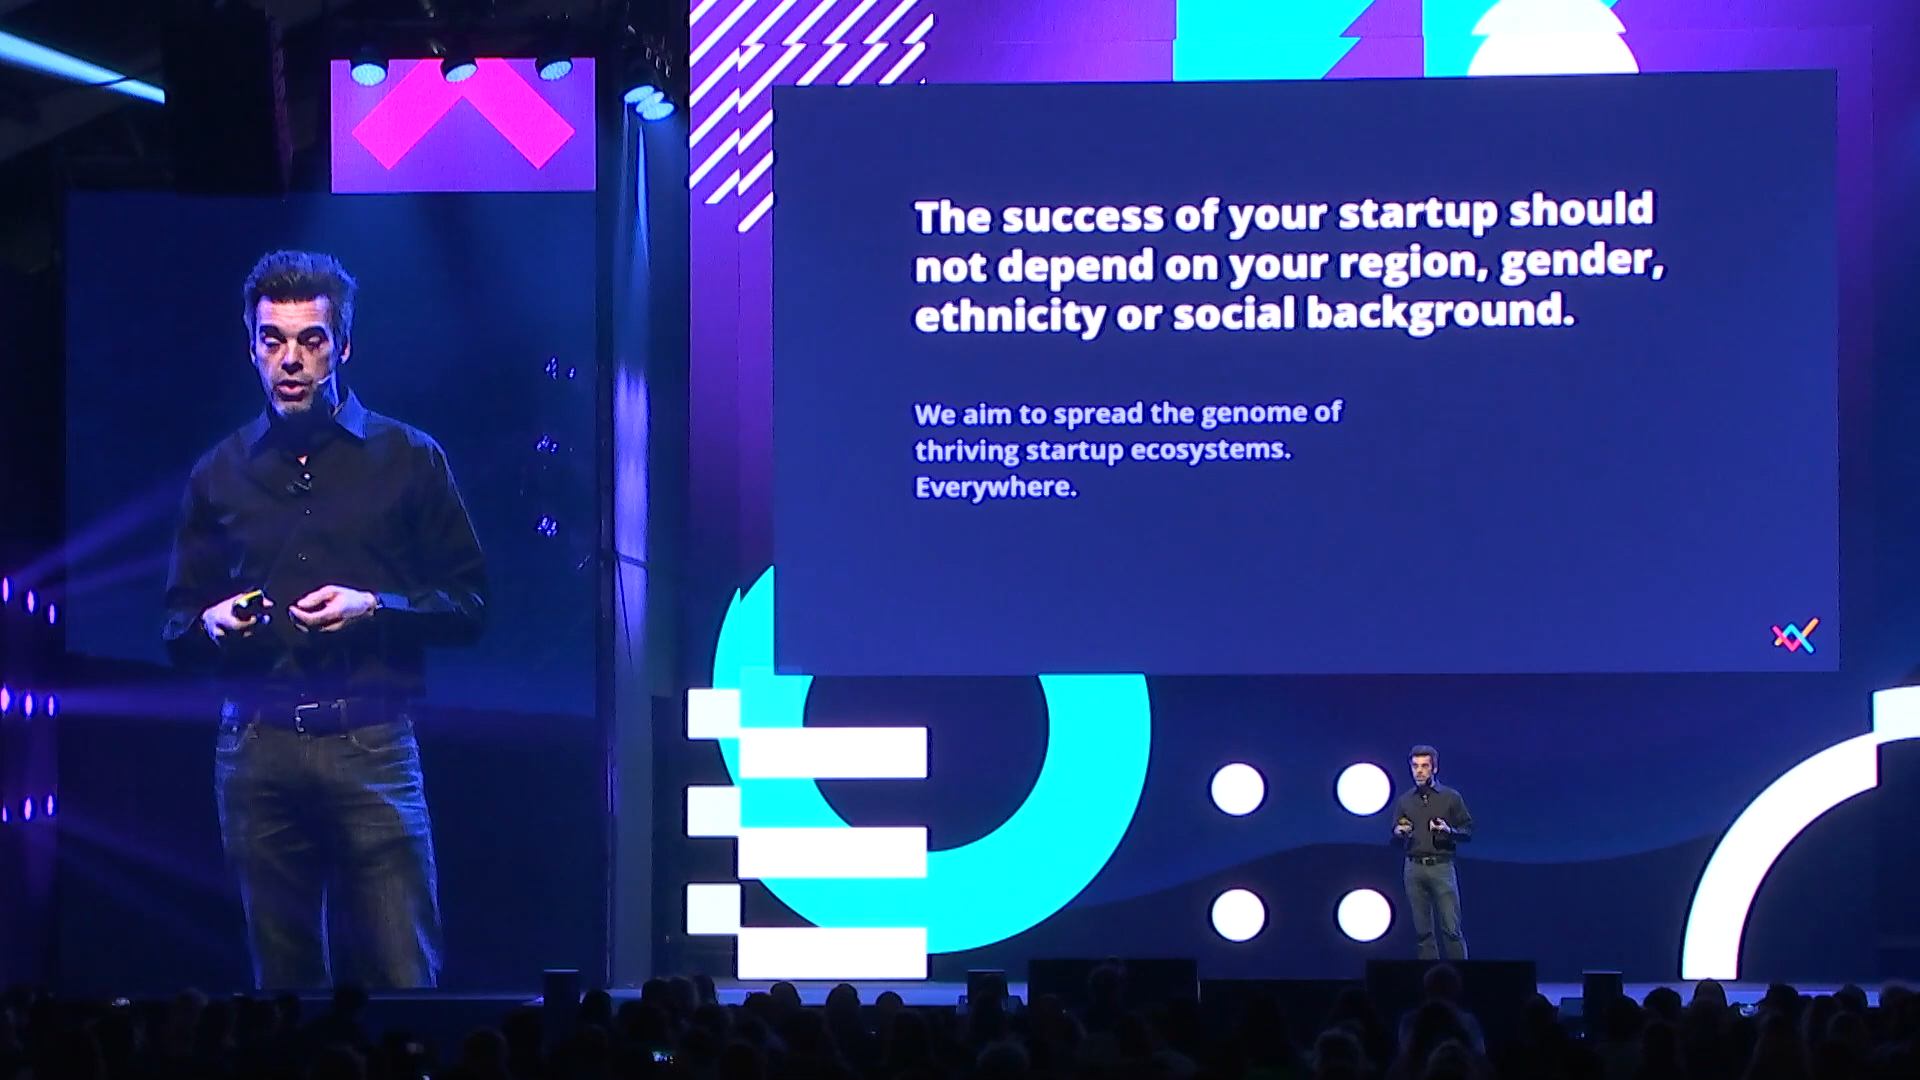 The success of your startup should
not depend on your region, gender,
ethnicity or social background.
We aim to spread the genome of
thriving startup ecosystems.
Everywhere.